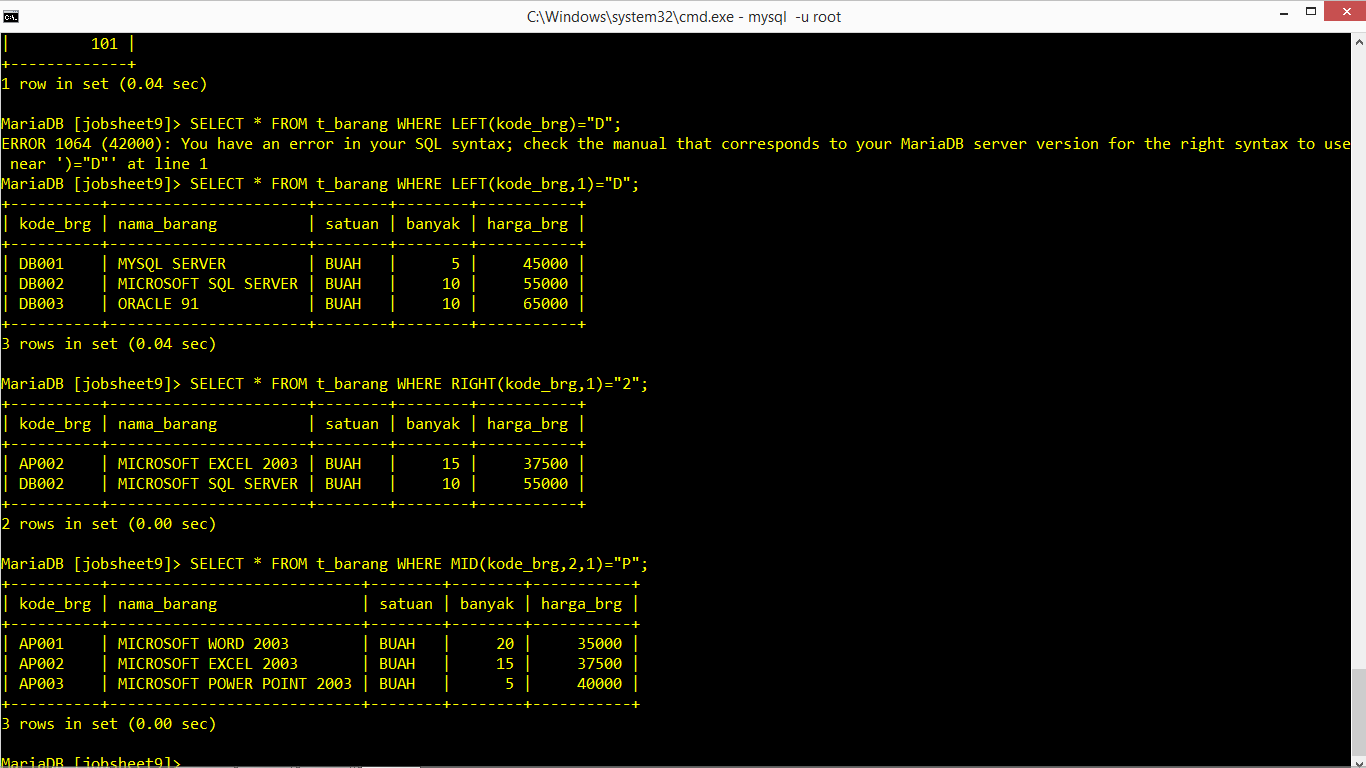 C:\Windows\system32\cmd.exe - mysql  -u root
|         101 |
+-------------+
1 row in set (0.04 sec)

MariaDB [jobsheet9]> SELECT * FROM t_barang WHERE LEFT(kode_brg)="D";
ERROR 1064 (42000): You have an error in your SQL syntax; check the manual that corresponds to your MariaDB server version for the right syntax to use
 near ')="D"' at line 1
MariaDB [jobsheet9]> SELECT * FROM t_barang WHERE LEFT(kode_brg,1)="D";
+----------+----------------------+--------+--------+-----------+
| kode_brg | nama_barang          | satuan | banyak | harga_brg |
+----------+----------------------+--------+--------+-----------+
| DB001    | MYSQL SERVER         | BUAH   |      5 |     45000 |
| DB002    | MICROSOFT SQL SERVER | BUAH   |     10 |     55000 |
| DB003    | ORACLE 91            | BUAH   |     10 |     65000 |
+----------+----------------------+--------+--------+-----------+
3 rows in set (0.04 sec)

MariaDB [jobsheet9]> SELECT * FROM t_barang WHERE RIGHT(kode_brg,1)="2";
+----------+----------------------+--------+--------+-----------+
| kode_brg | nama_barang          | satuan | banyak | harga_brg |
+----------+----------------------+--------+--------+-----------+
| AP002    | MICROSOFT EXCEL 2003 | BUAH   |     15 |     37500 |
| DB002    | MICROSOFT SQL SERVER | BUAH   |     10 |     55000 |
+----------+----------------------+--------+--------+-----------+
2 rows in set (0.00 sec)

MariaDB [jobsheet9]> SELECT * FROM t_barang WHERE MID(kode_brg,2,1)="P";
+----------+----------------------------+--------+--------+-----------+
| kode_brg | nama_barang                | satuan | banyak | harga_brg |
+----------+----------------------------+--------+--------+-----------+
| AP001    | MICROSOFT WORD 2003        | BUAH   |     20 |     35000 |
| AP002    | MICROSOFT EXCEL 2003       | BUAH   |     15 |     37500 |
| AP003    | MICROSOFT POWER POINT 2003 | BUAH   |      5 |     40000 |
+----------+----------------------------+--------+--------+-----------+
3 rows in set (0.00 sec)

MariaDB [jobsheet9]>